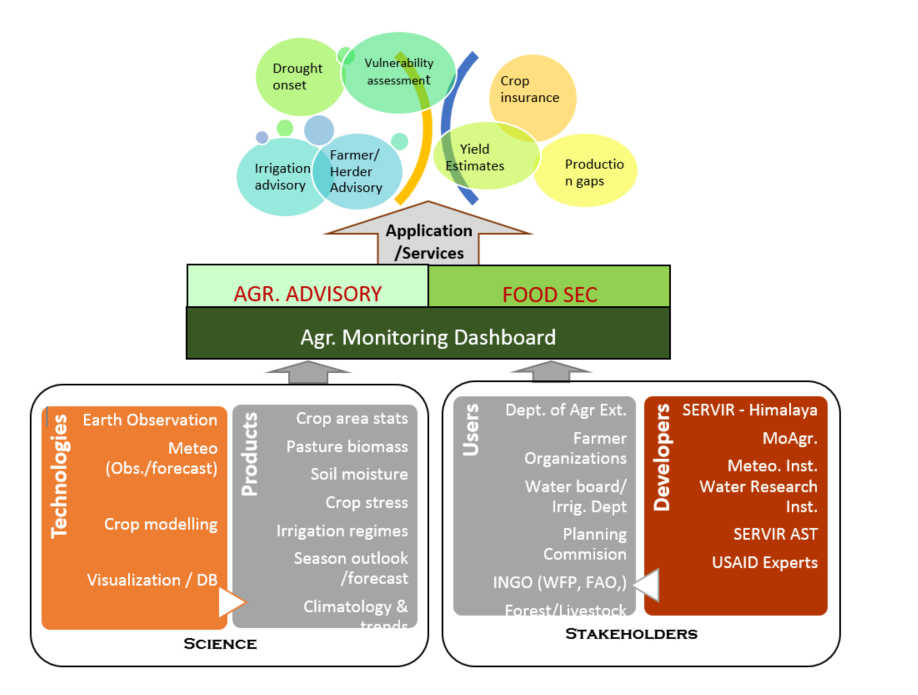 Drought
onset
Vulnerability
assessment
Crop
insurance
Irrigation
advisory
Farmer/
Herder
Advisory
Yield
Estimates
Productio
n gaps
Application
/Services
AGR. ADVISORY
FOOD SEC
Agr. Monitoring Dashboard
Technologies
Earth Observation
Meteo
(Obs./forecast)
Crop modelling
Visualization / DB
Products
Crop area stats
Pasture biomass
Soil moisture
Crop stress
Irrigation regimes
Season outlook
/forecast
Climatology &
trends
SCIENCE
Users
Dept. of Agr Ext.
Farmer
Organizations
Water board/
Irrig. Dept
Planning
Commision
INGO (WFP, FAO,)
Forest/Livestock
Developers
SERVIR - Himalaya
MoAgr.
Meteo. Inst.
Water Research
Inst.
SERVIR AST
USAID Experts
STAKEHOLDERS